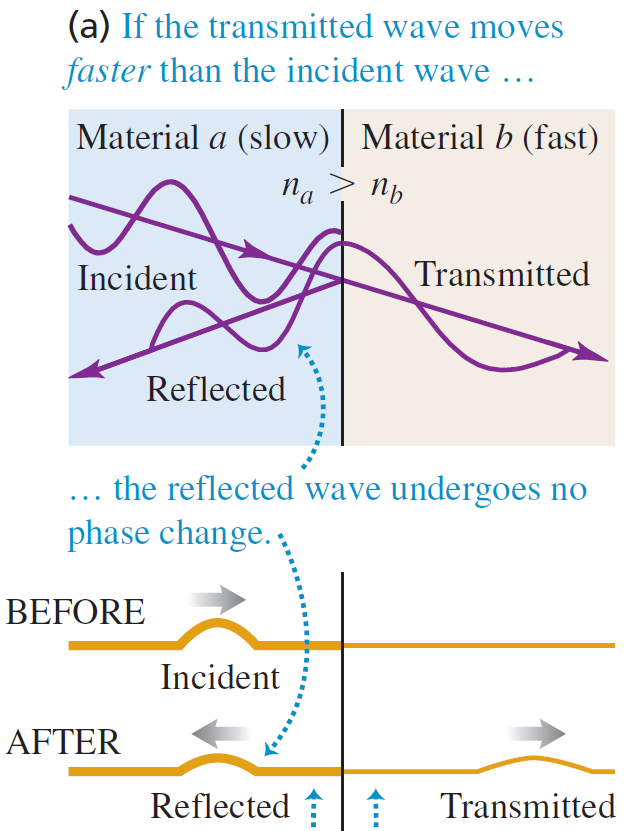 (a) If the transmitted wave moves
faster than the incident wave …
Material a (slow)
Material b (fast)
nₐ > n_b
Incident
Transmitted
Reflected
… the reflected wave undergoes no
phase change.
BEFORE
Incident
AFTER
Reflected
Transmitted